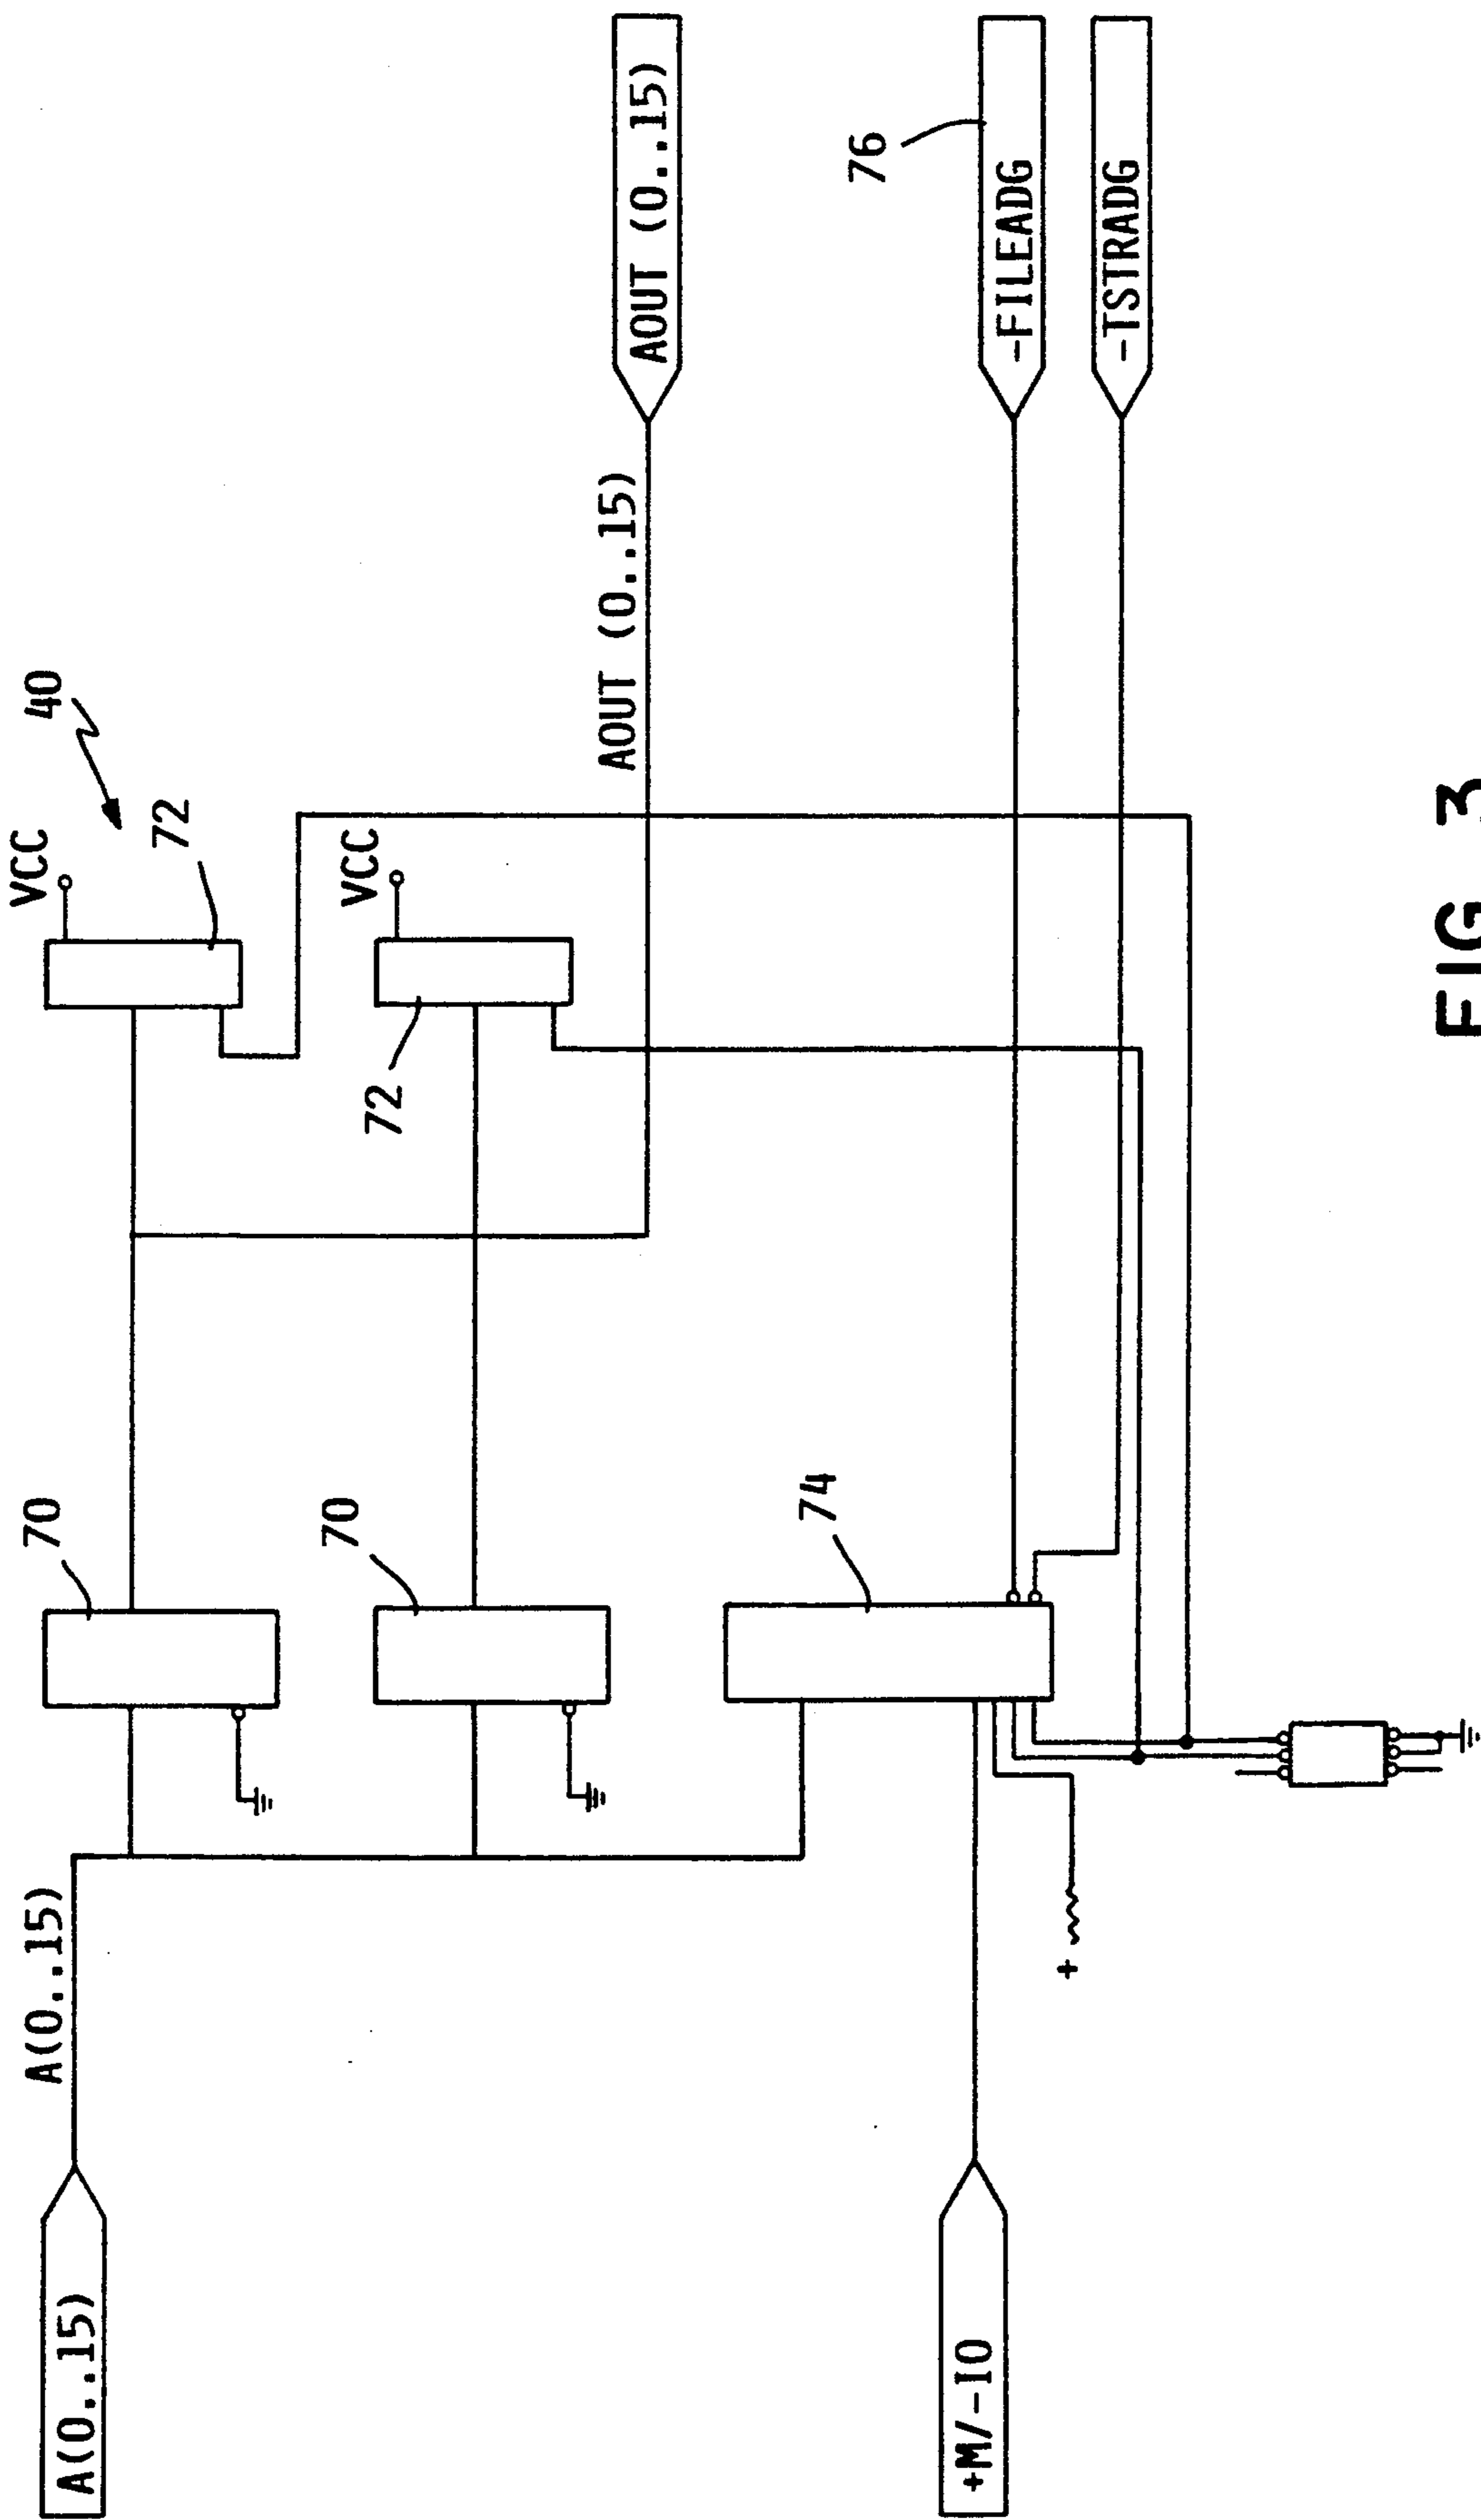 A(0..15)
A(0..15)
70
VCC
40
72
70
VCC
72
AOUT (0..15)
AOUT (0..15)
74
76
+M/-IO
-FILEADG
+
-TSTRADG
FIG 3